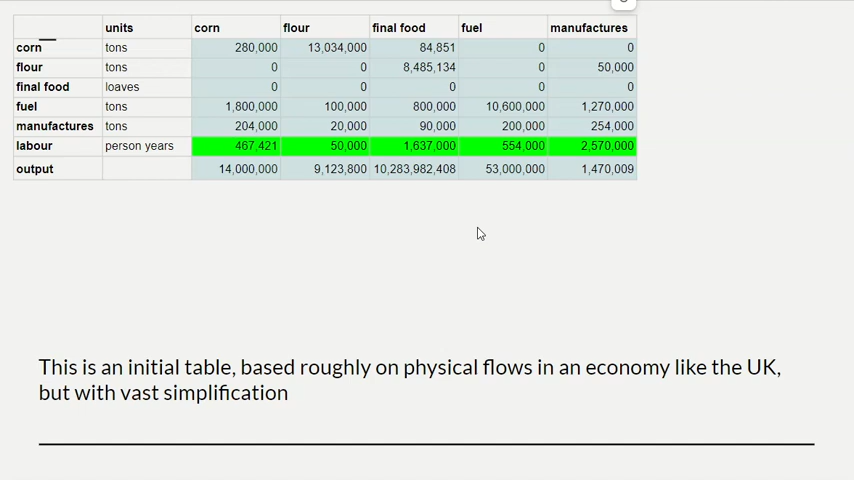 units corn flour final food fuel manufactures
corn tons 280,000 13,034,000 84,851 0 0
flour tons 0 0 8,485,134 0 50,000
final food loaves 0 0 0 0 0
fuel tons 1,800,000 100,000 800,000 10,600,000 1,270,000
manufactures tons 204,000 20,000 90,000 200,000 254,000
labour person years 467,421 50,000 1,637,000 554,000 2,570,000
output 14,000,000 9,123,800 10,283,982,408 53,000,000 1,470,009
This is an initial table, based roughly on physical flows in an economy like the UK,
but with vast simplification